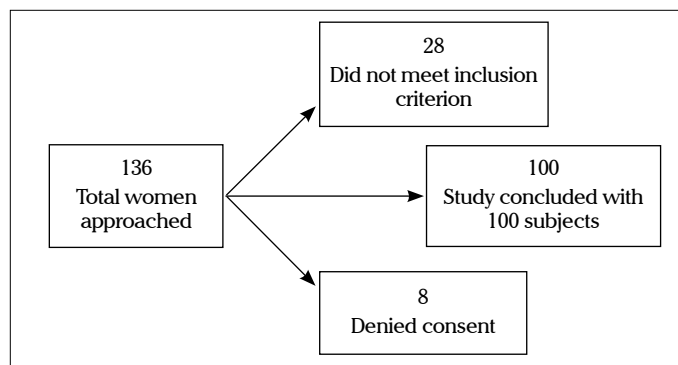 28
Did not meet inclusion
criterion
136
Total women
approached
100
Study concluded with
100 subjects
8
Denied consent